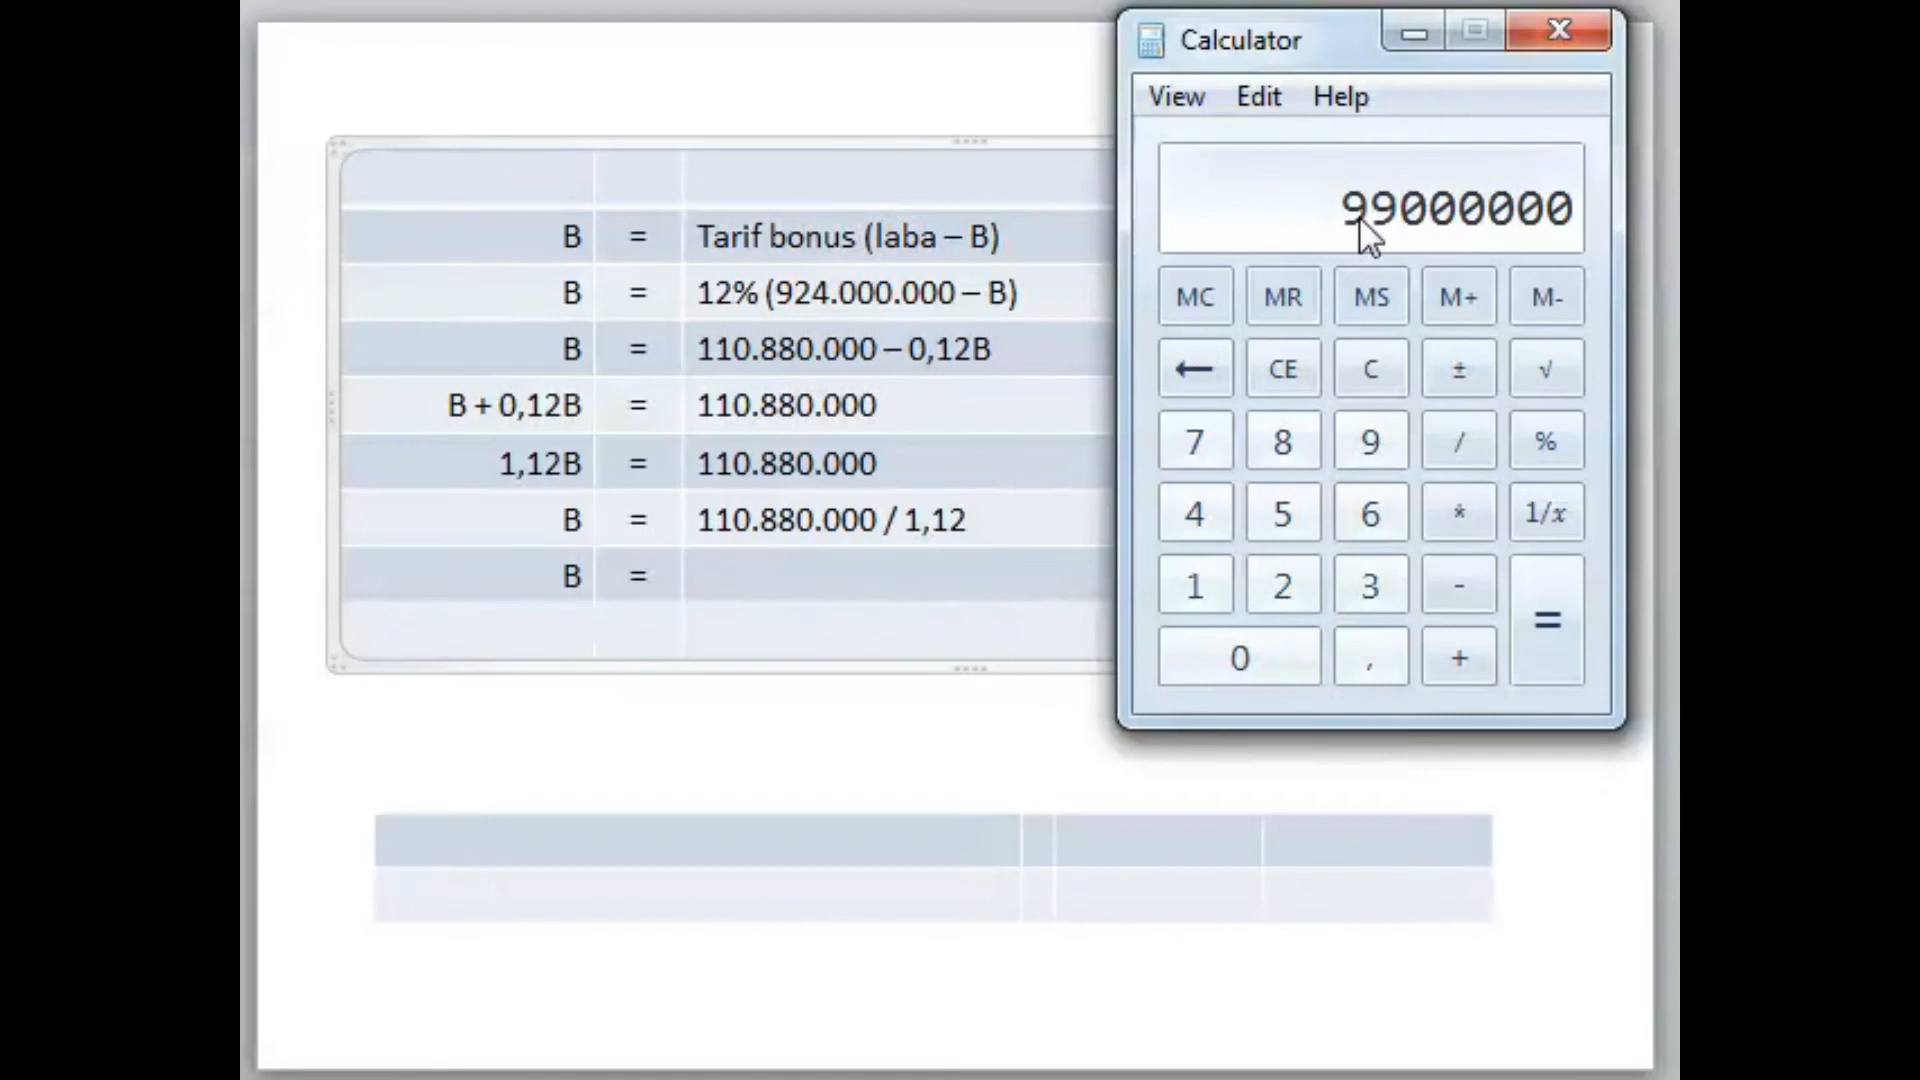 Calculator
View Edit Help
99000000
MC MR MS M+ M-
← CE C ± √
7 8 9 / %
4 5 6 * 1/x
1 2 3 -
=
0 , +
B = Tarif bonus (laba – B)
B = 12% (924.000.000 – B)
B = 110.880.000 – 0,12B
B + 0,12B = 110.880.000
1,12B = 110.880.000
B = 110.880.000 / 1,12
B =